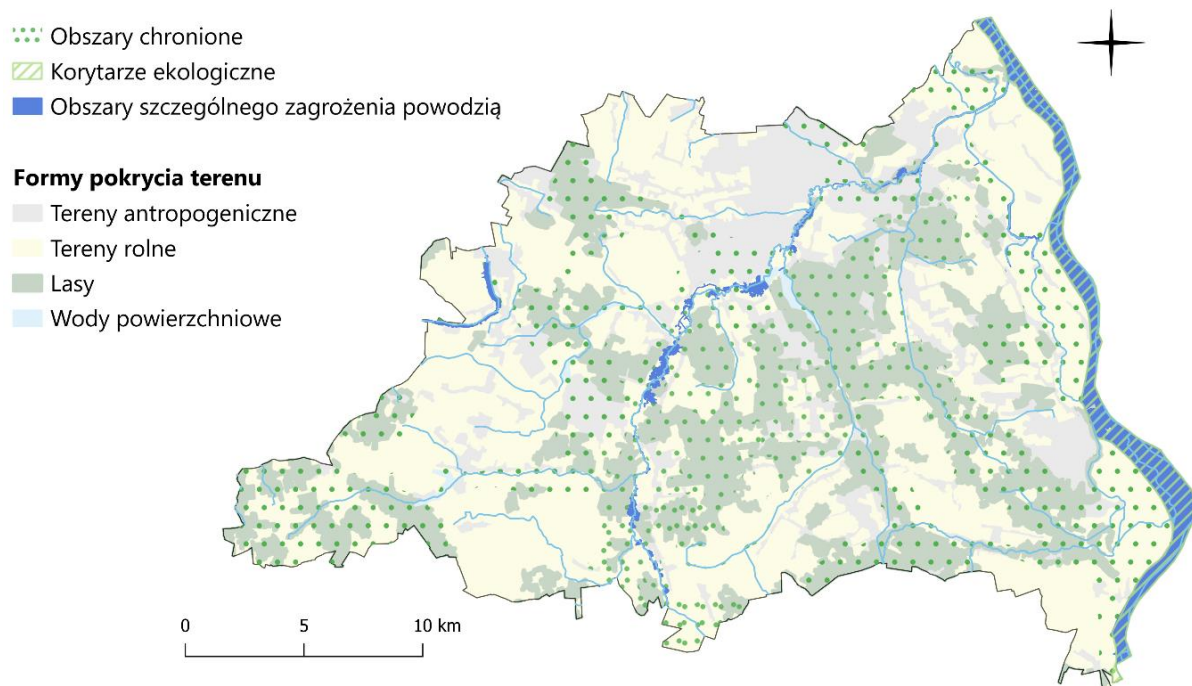 Obszary chronione
Korytarze ekologiczne
Obszary szczególnego zagrożenia powodzią
Formy pokrycia terenu
Tereny antropogeniczne
Tereny rolne
Lasy
Wody powierzchniowe
0 5 10 km